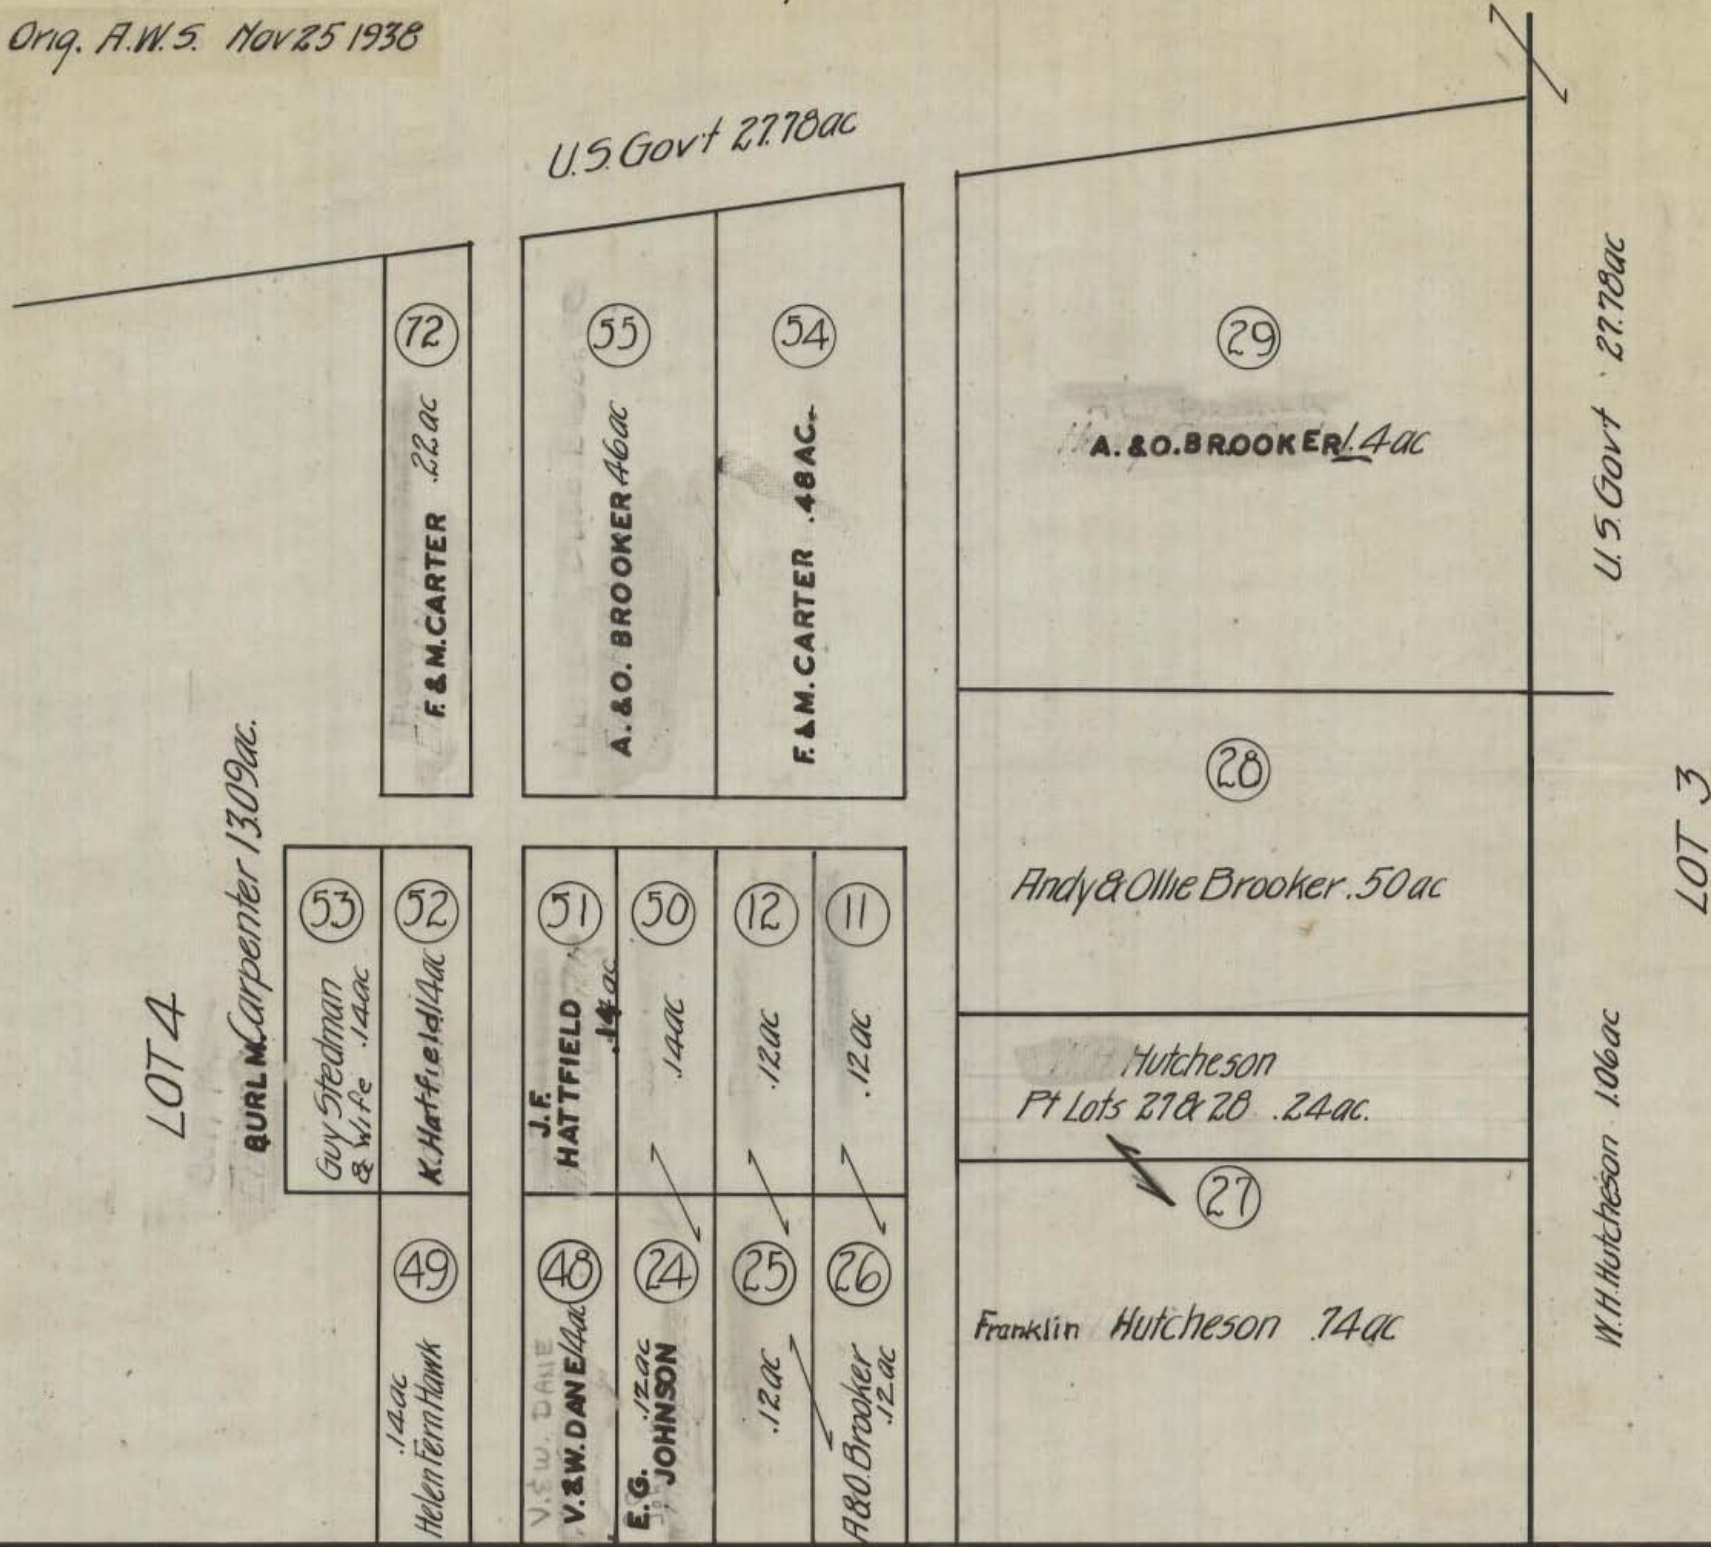 Orig. A.W.S. Nov 25 1938
U.S. Gov't 27.78ac
72
F. & M. CARTER .22ac
55
A. & O. BROOKER .46ac
54
F. & M. CARTER .48AC.
29
A. & O. BROOKER 1.4ac
U.S. Gov't 27.78ac
28
Andy & Ollie Brooker .50ac
LOT 3
LOT 4
BURL M. Carpenter 13.09ac.
53
Guy Stedman
& Wife .14ac
52
K. Hatfield .14ac
51
J.F.
HATTFIELD
.14ac
50
.14ac
12
.12ac
11
.12ac
Hutcheson
Pt Lots 27 & 28 .24ac.
W.H. Hutcheson 1.06ac
49
.14ac
Helen Fern Hawk
48
V. & W. DANE
V. & W. DANE .14ac
24
E.G. .12ac
JOHNSON
25
.12ac
26
A&O. Brooker
.12ac
27
Franklin Hutcheson .74ac